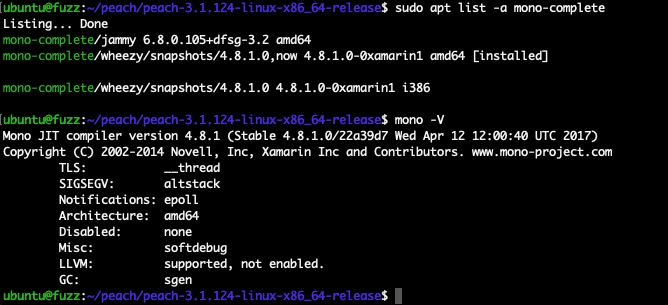 ubuntu@fuzz:~/peach/peach-3.1.124-linux-x86_64-release$ sudo apt list -a mono-complete
Listing... Done
mono-complete/jammy 6.8.0.105+dfsg-3.2 amd64
mono-complete/wheezy/snapshots/4.8.1.0,now 4.8.1.0-0xamarin1 amd64 [installed]
mono-complete/wheezy/snapshots/4.8.1.0 4.8.1.0-0xamarin1 i386
ubuntu@fuzz:~/peach/peach-3.1.124-linux-x86_64-release$ mono -V
Mono JIT compiler version 4.8.1 (Stable 4.8.1.0/22a39d7 Wed Apr 12 12:00:40 UTC 2017)
Copyright (C) 2002-2014 Novell, Inc, Xamarin Inc and Contributors. www.mono-project.com
TLS: __thread
SIGSEGV: altstack
Notifications: epoll
Architecture: amd64
Disabled: none
Misc: softdebug
LLVM: supported, not enabled.
GC: sgen
ubuntu@fuzz:~/peach/peach-3.1.124-linux-x86_64-release$